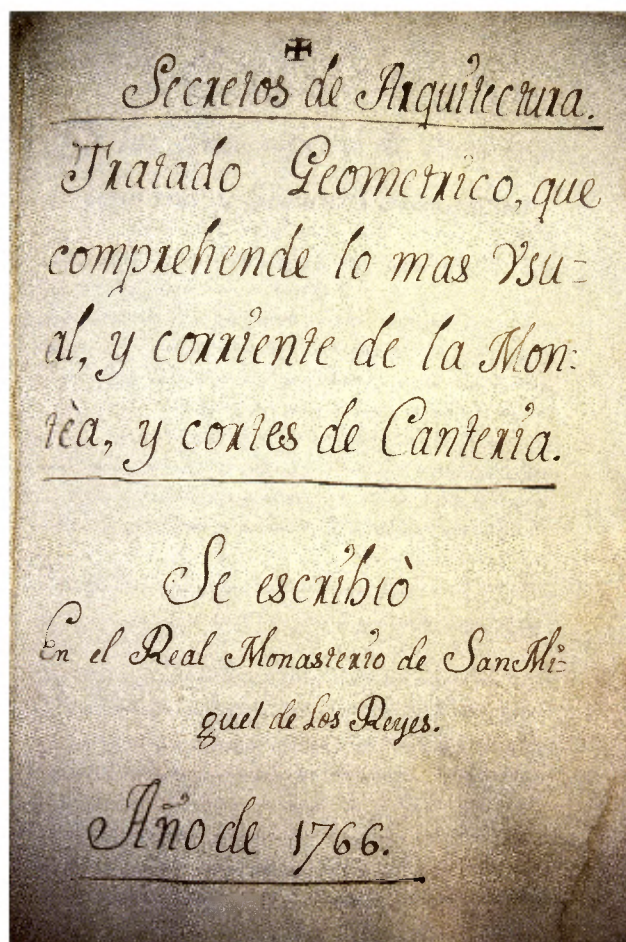 ✠
Secretos de Arquitectura.
Tratado Geometrico, que
comprehende lo mas Vsu=
al, y corriente de la Mon:
tèa, y cortes de Canteria.
Se escribiò
En el Real Monasterio de San Mi=
guel de Los Reyes.
Año de 1766.